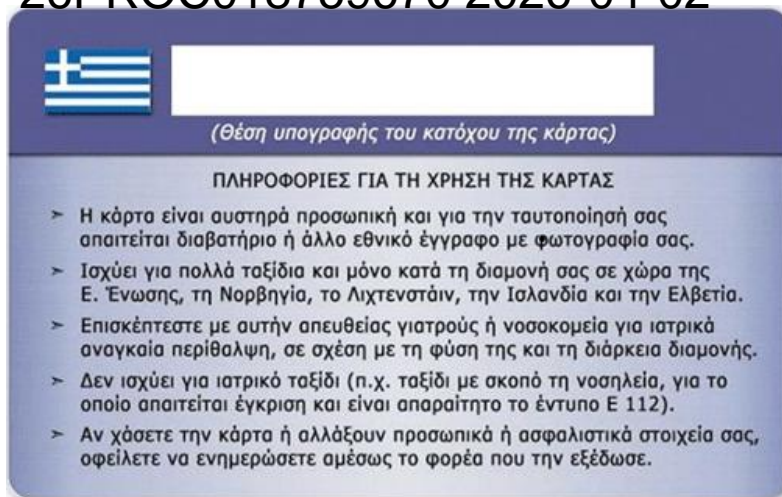 (Θέση υπογραφής του κατόχου της κάρτας)
ΠΛΗΡΟΦΟΡΙΕΣ ΓΙΑ ΤΗ ΧΡΗΣΗ ΤΗΣ ΚΑΡΤΑΣ
➢ Η κάρτα είναι αυστηρά προσωπική και για την ταυτοποίησή σας
απαιτείται διαβατήριο ή άλλο εθνικό έγγραφο με φωτογραφία σας.
➢ Ισχύει για πολλά ταξίδια και μόνο κατά τη διαμονή σας σε χώρα της
Ε. Ένωσης, τη Νορβηγία, το Λιχτενστάιν, την Ισλανδία και την Ελβετία.
➢ Επισκέπτεστε με αυτήν απευθείας γιατρούς ή νοσοκομεία για ιατρικά
αναγκαία περίθαλψη, σε σχέση με τη φύση της και τη διάρκεια διαμονής.
➢ Δεν ισχύει για ιατρικό ταξίδι (π.χ. ταξίδι με σκοπό τη νοσηλεία, για το
οποίο απαιτείται έγκριση και είναι απαραίτητο το έντυπο Ε 112).
➢ Αν χάσετε την κάρτα ή αλλάξουν προσωπικά ή ασφαλιστικά στοιχεία σας,
οφείλετε να ενημερώσετε αμέσως το φορέα που την εξέδωσε.